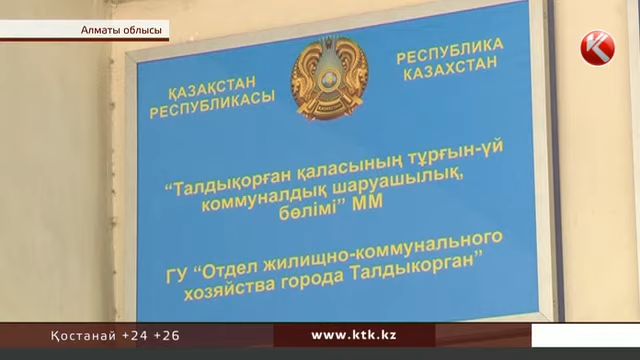 Алматы облысы
ҚАЗАҚСТАН
РЕСПУБЛИКАСЫ
РЕСПУБЛИКА
КАЗАХСТАН
“Талдықорған қаласының тұрғын-үй
коммуналдық шаруашылық,
бөлімі” ММ
ГУ “Отдел жилищно-коммунального
хозяйства города Талдыкорган”
Қостанай +24 +26
www.ktk.kz